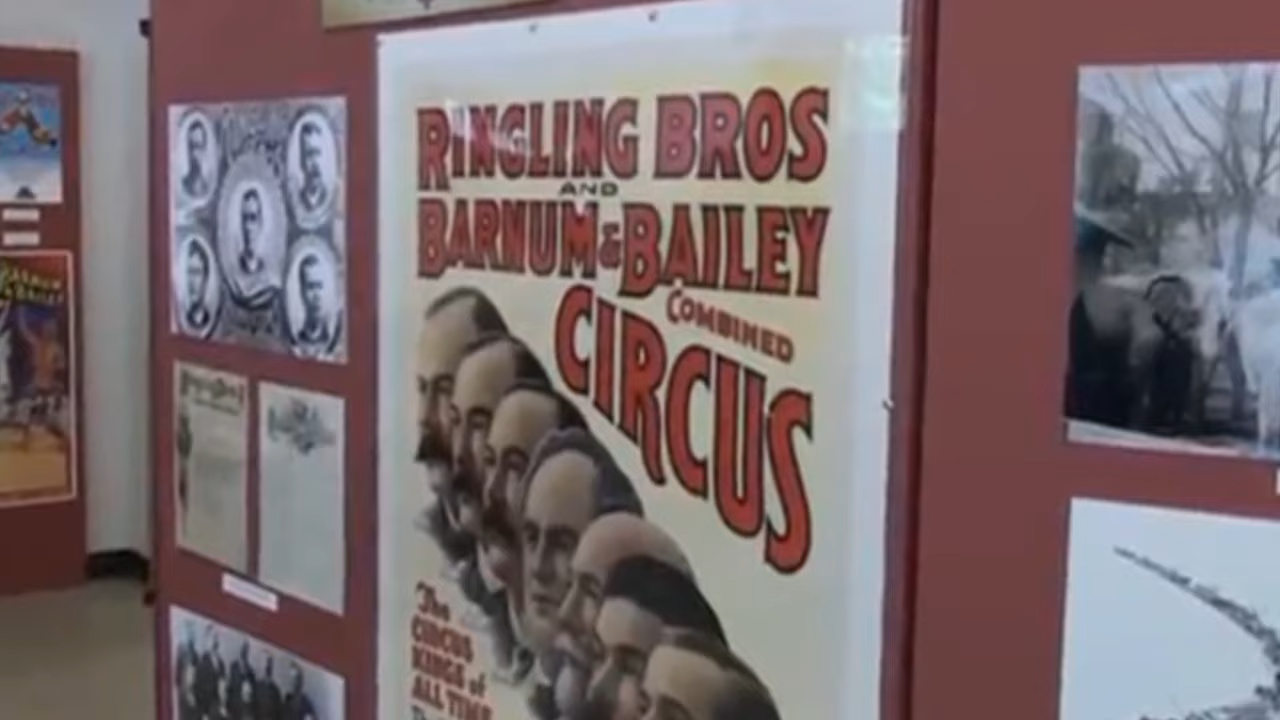 RINGLING BROS
AND
BARNUM & BAILEY
COMBINED
CIRCUS
The
CIRCUS
KINGS of
ALL TIME